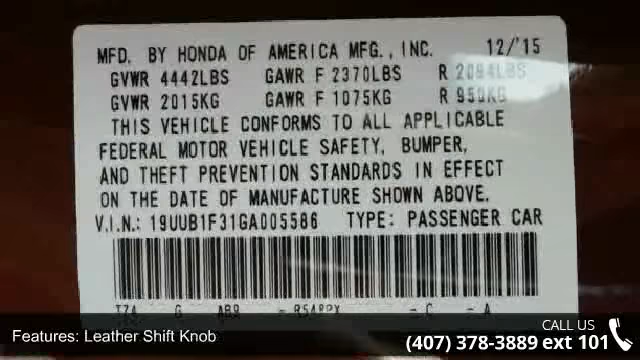 MFD. BY HONDA OF AMERICA MFG., INC. 12/'15
GVWR 4442LBS GAWR F 2370LBS R 2094LBS
GVWR 2015KG GAWR F 1075KG R 950KG
THIS VEHICLE CONFORMS TO ALL APPLICABLE
FEDERAL MOTOR VEHICLE SAFETY, BUMPER,
AND THEFT PREVENTION STANDARDS IN EFFECT
ON THE DATE OF MANUFACTURE SHOWN ABOVE.
V.I.N.: 19UUB1F31GA005586 TYPE: PASSENGER CAR
CALL US
Features: Leather Shift Knob
(407) 378-3889 ext 101